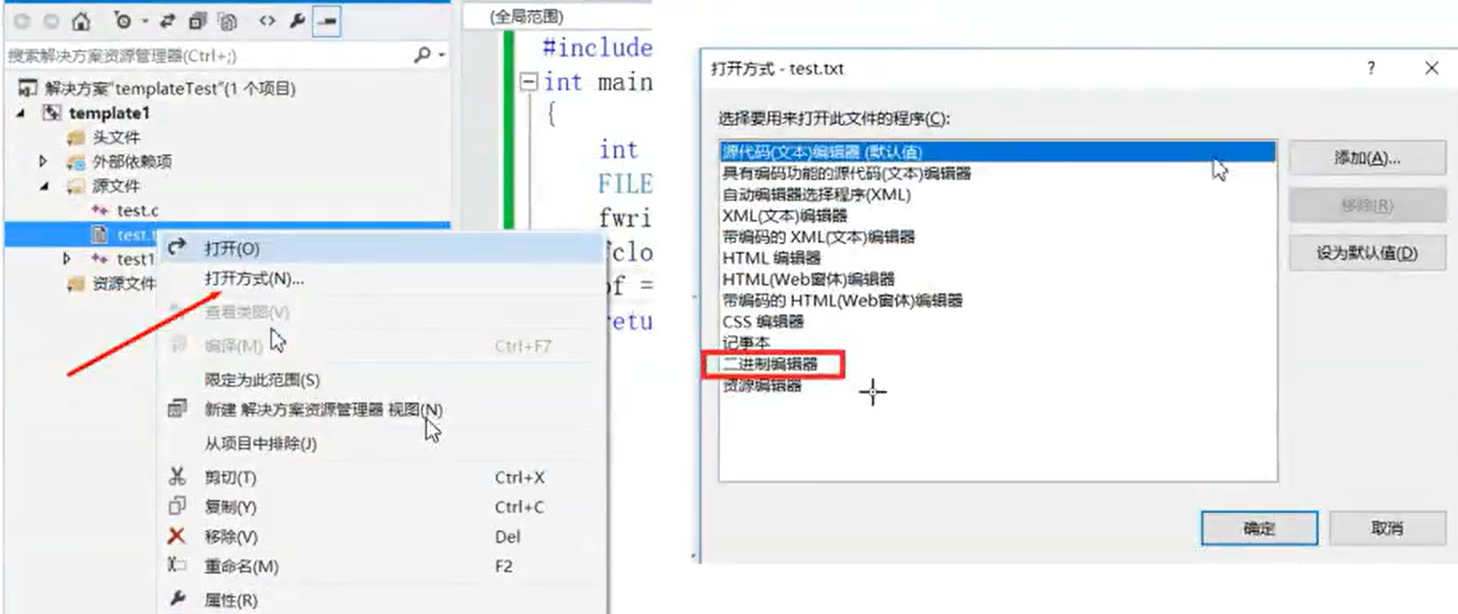 (全局范围)
搜索解决方案资源管理器(Ctrl+;)
解决方案"templateTest"(1 个项目)
template1
头文件
外部依赖项
源文件
test.c
test.t
test1
资源文件
打开(O)
打开方式(N)...
查看类图(V)
编译(M) Ctrl+F7
限定为此范围(S)
新建 解决方案资源管理器 视图(N)
从项目中排除(J)
剪切(T) Ctrl+X
复制(Y) Ctrl+C
移除(V) Del
重命名(M) F2
属性(R)
#include
int main
{
int
FILE
fwri
fclo
pf =
retu
打开方式 - test.txt
选择要用来打开此文件的程序(C):
源代码(文本)编辑器 (默认值)
具有编码功能的源代码(文本)编辑器
自动编辑器选择程序(XML)
XML(文本)编辑器
带编码的 XML(文本)编辑器
HTML 编辑器
HTML(Web窗体)编辑器
带编码的 HTML(Web窗体)编辑器
CSS 编辑器
记事本
二进制编辑器
资源编辑器
添加(A)...
移除(R)
设为默认值(D)
确定
取消